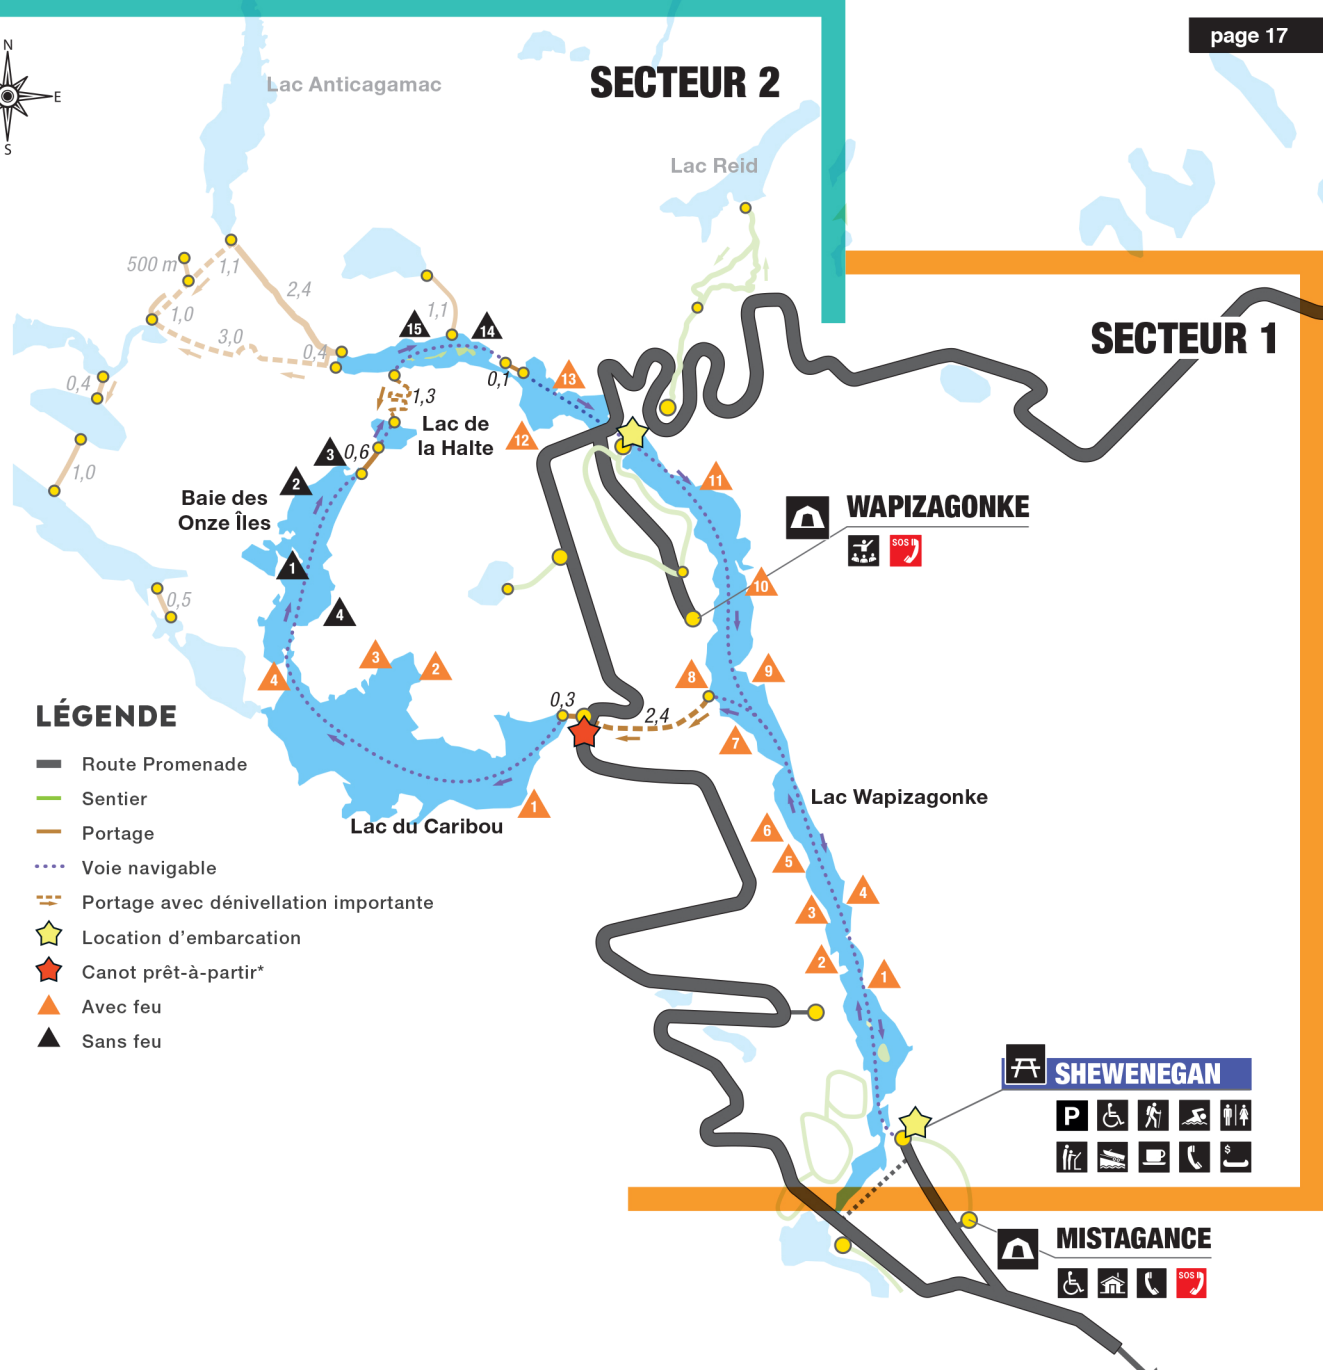 page 17
N
E
S
Lac Anticagamac
SECTEUR 2
Lac Reid
500 m
1,1
2,4
1,0
1,1
3,0
0,4
15
14
SECTEUR 1
0,4
0,1
13
1,3
Lac de
la Halte
12
3
0,6
1,0
2
11
Baie des
Onze Îles
WAPIZAGONKE
SOS
1
10
0,5
4
3
2
4
8
9
0,3
2,4
7
LÉGENDE
Route Promenade
Sentier
Portage
Voie navigable
Portage avec dénivellation importante
Location d’embarcation
Canot prêt-à-partir*
Avec feu
Sans feu
1
Lac du Caribou
Lac Wapizagonke
6
5
4
3
2
1
SHEWENEGAN
P
$
MISTAGANCE
SOS